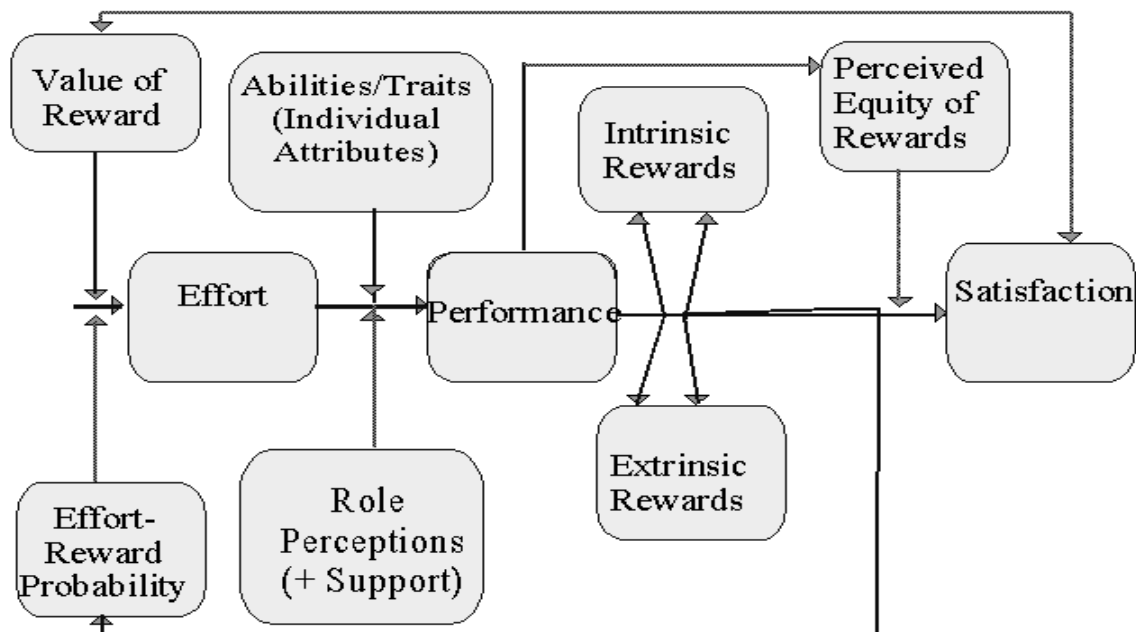 Value of
Reward
Abilities/Traits
(Individual
Attributes)
Intrinsic
Rewards
Perceived
Equity of
Rewards
Effort
Performance
Satisfaction
Effort-
Reward
Probability
Role
Perceptions
(+ Support)
Extrinsic
Rewards